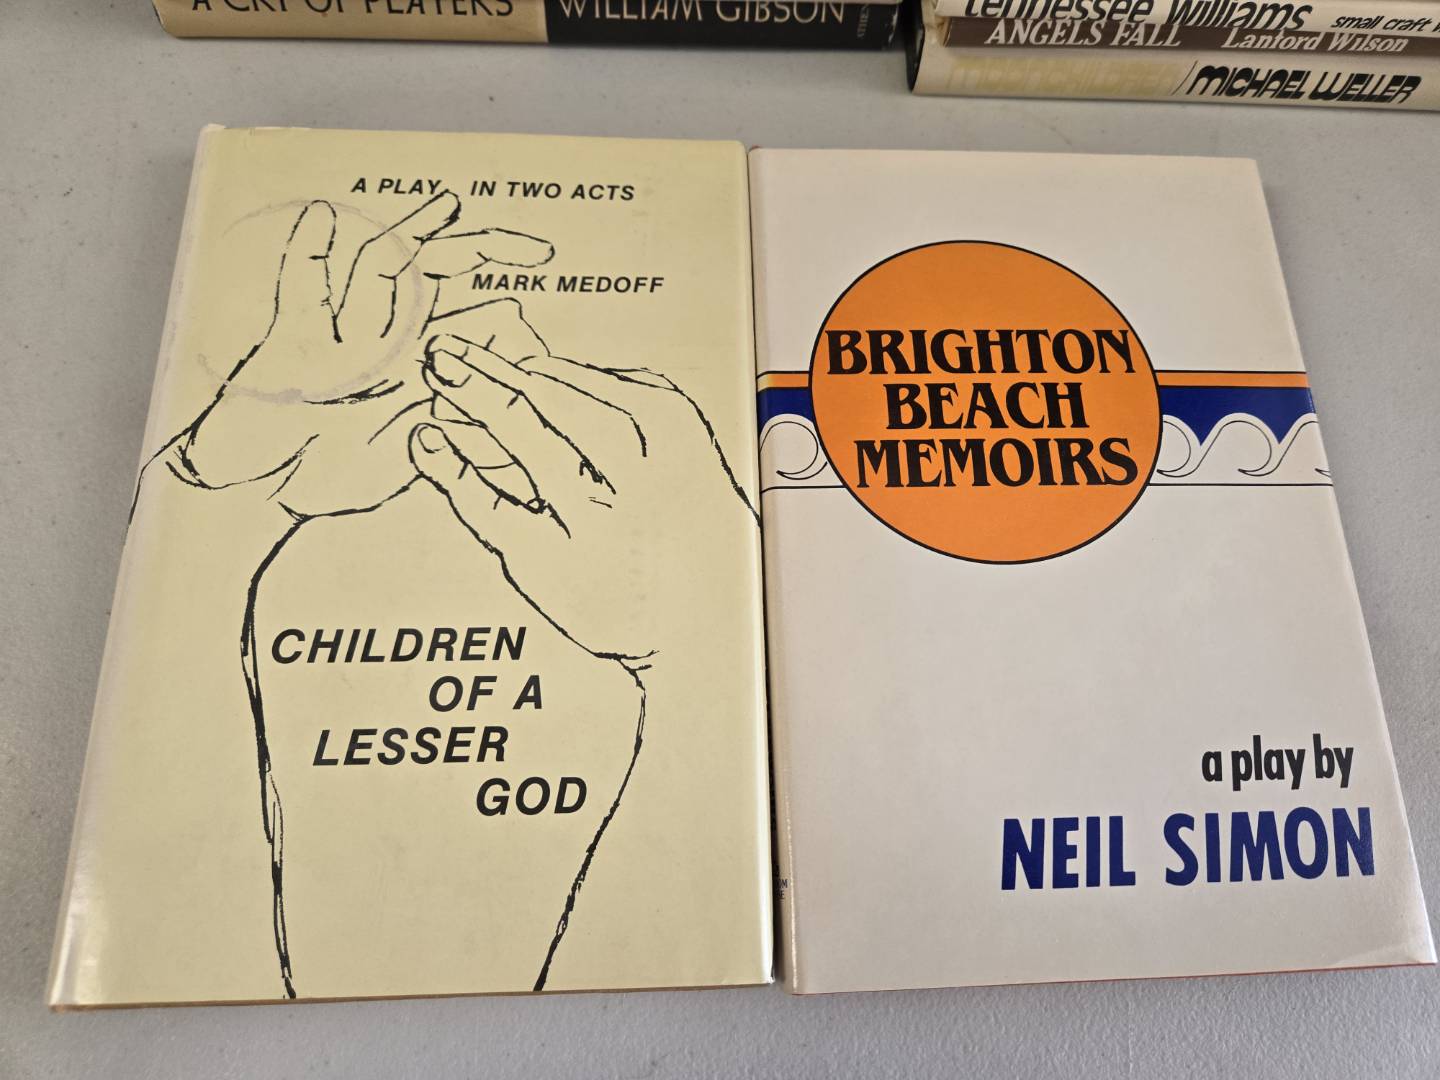 A CRY OF PLAYERS
WILLIAM GIBSON
tennessee williams small craft
ANGELS FALL Lanford Wilson
MOONCHILDREN / MICHAEL WELLER
A PLAY IN TWO ACTS
MARK MEDOFF
CHILDREN
OF A
LESSER
GOD
BRIGHTON
BEACH
MEMOIRS
a play by
NEIL SIMON